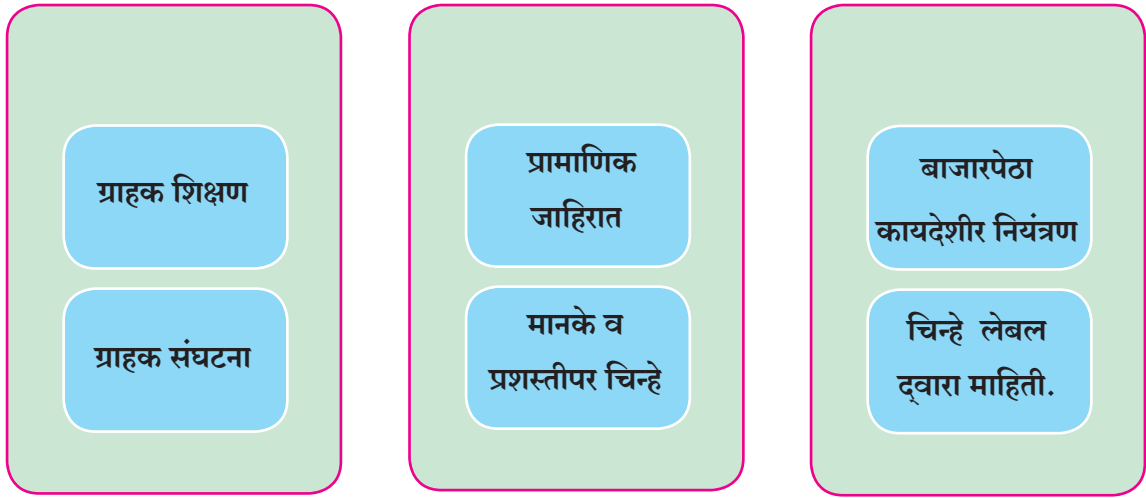 ग्राहक शिक्षण
ग्राहक संघटना
प्रामाणिक
जाहिरात
मानके व
प्रशस्तीपर चिन्हे
बाजारपेठा
कायदेशीर नियंत्रण
चिन्हे लेबल
द्‌वारा माहिती.